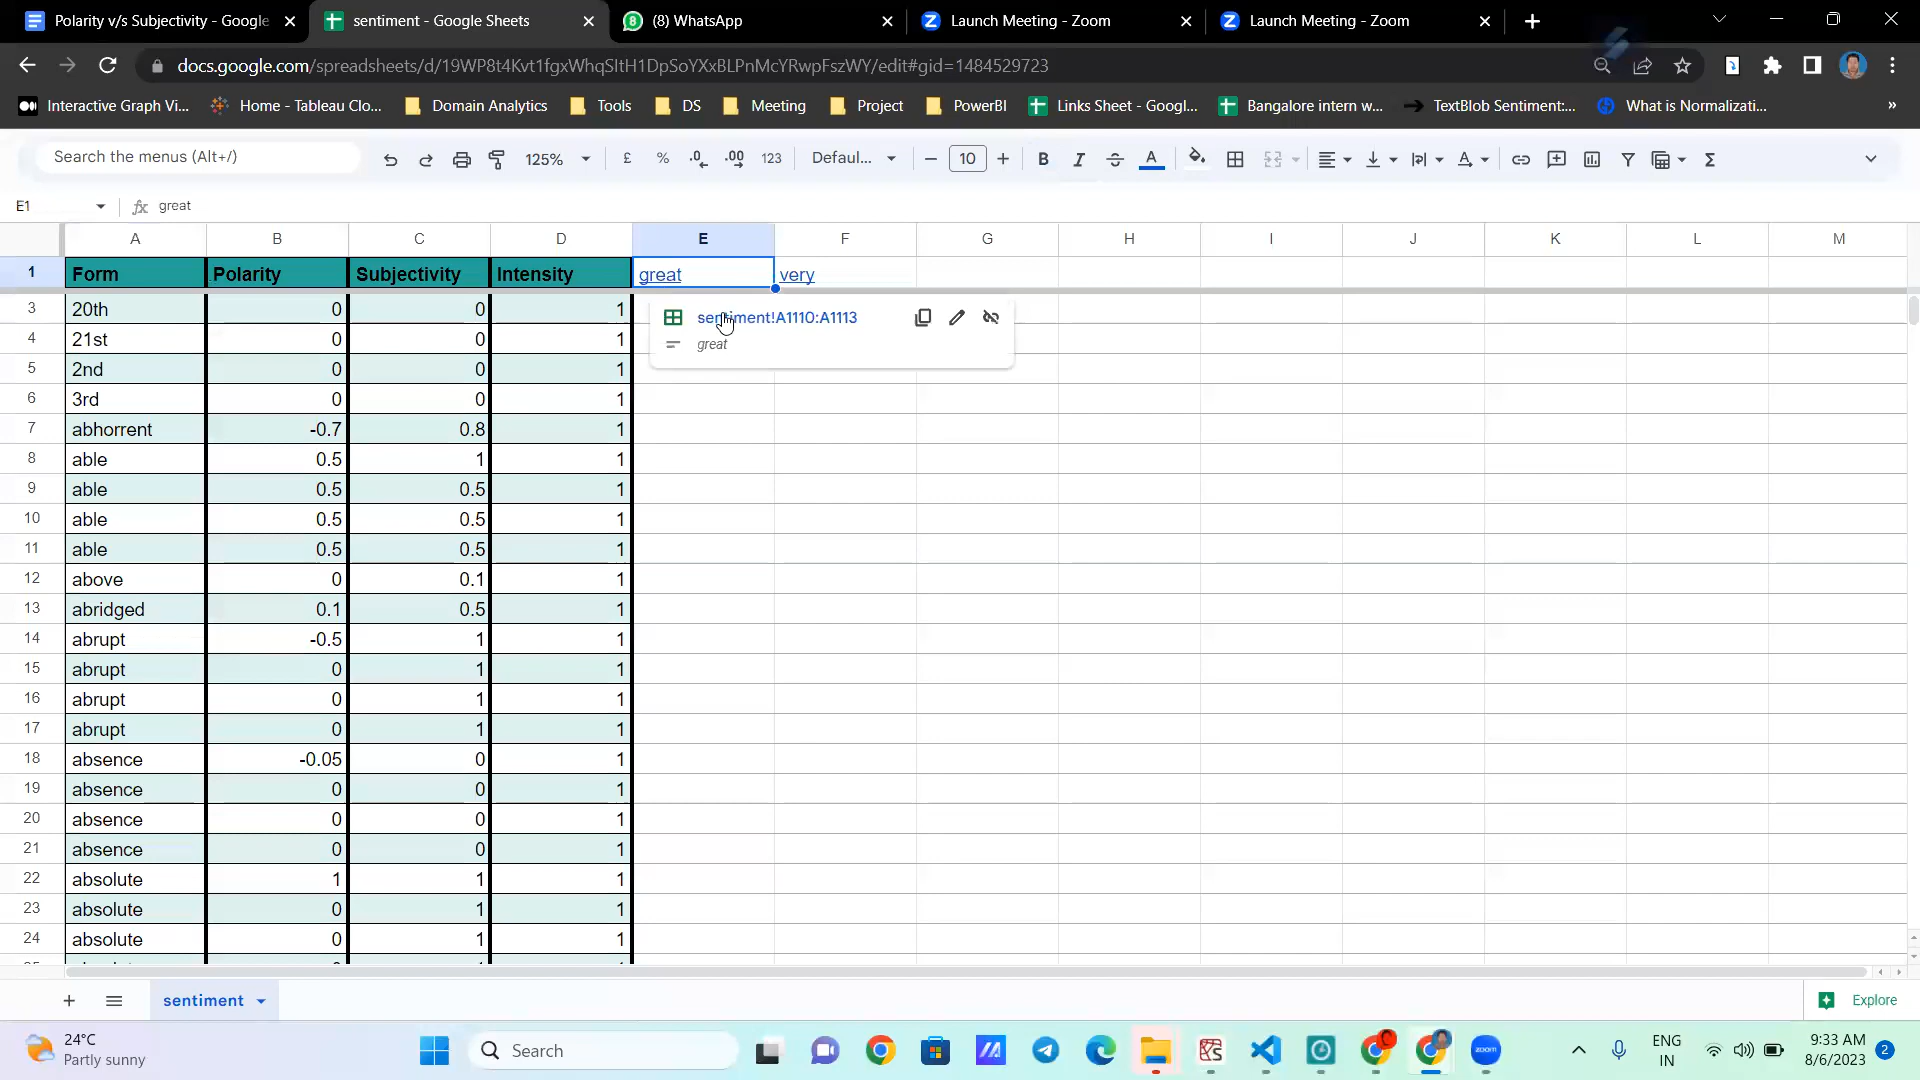 Polarity v/s Subjectivity - Google
sentiment - Google Sheets
(8) WhatsApp
Launch Meeting - Zoom
Launch Meeting - Zoom
docs.google.com/spreadsheets/d/19WP8t4Kvt1fgxWhqSItH1DpSoYXxBLPnMcYRwpFszWY/edit#gid=1484529723
Interactive Graph Vi...
Home - Tableau Clo...
Domain Analytics
Tools
DS
Meeting
Project
PowerBI
Links Sheet - Googl...
Bangalore intern w...
TextBlob Sentiment:...
What is Normalizati...
»
Search the menus (Alt+/)
125%
£ % .0 .00 123
Defaul...
10
B I S A
E1
fx great
A B C D E F G H I J K L M
1 Form Polarity Subjectivity Intensity great very
3 20th 0 0 1
sentiment!A1110:A1113
4 21st 0 0 1
great
5 2nd 0 0 1
6 3rd 0 0 1
7 abhorrent -0.7 0.8 1
8 able 0.5 1 1
9 able 0.5 0.5 1
10 able 0.5 0.5 1
11 able 0.5 0.5 1
12 above 0 0.1 1
13 abridged 0.1 0.5 1
14 abrupt -0.5 1 1
15 abrupt 0 1 1
16 abrupt 0 1 1
17 abrupt 0 1 1
18 absence -0.05 0 1
19 absence 0 0 1
20 absence 0 0 1
21 absence 0 0 1
22 absolute 1 1 1
23 absolute 0 1 1
24 absolute 0 1 1
sentiment
Explore
24°C
Partly sunny
Search
zoom
ENG
IN
9:33 AM
8/6/2023
2